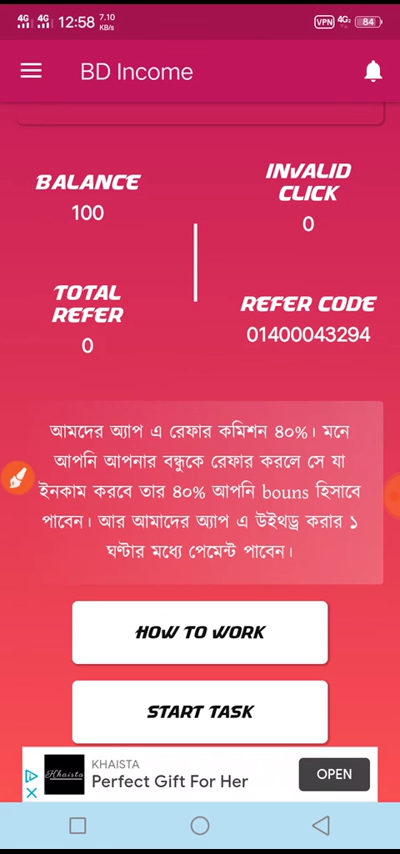 4G 4G 12:58 7.10 KB/s VPN 4G 84
BD Income
BALANCE
100
INVALID
CLICK
0
TOTAL
REFER
0
REFER CODE
01400043294
আমদের অ্যাপ এ রেফার কমিশন ৪০%। মনে
আপনি আপনার বন্ধুকে রেফার করলে সে যা
ইনকাম করবে তার ৪০% আপনি bouns হিসাবে
পাবেন। আর আমাদের অ্যাপ এ উইথড্র করার ১
ঘণ্টার মধ্যে পেমেন্ট পাবেন।
HOW TO WORK
START TASK
KHAISTA
Khaista
Perfect Gift For Her
OPEN